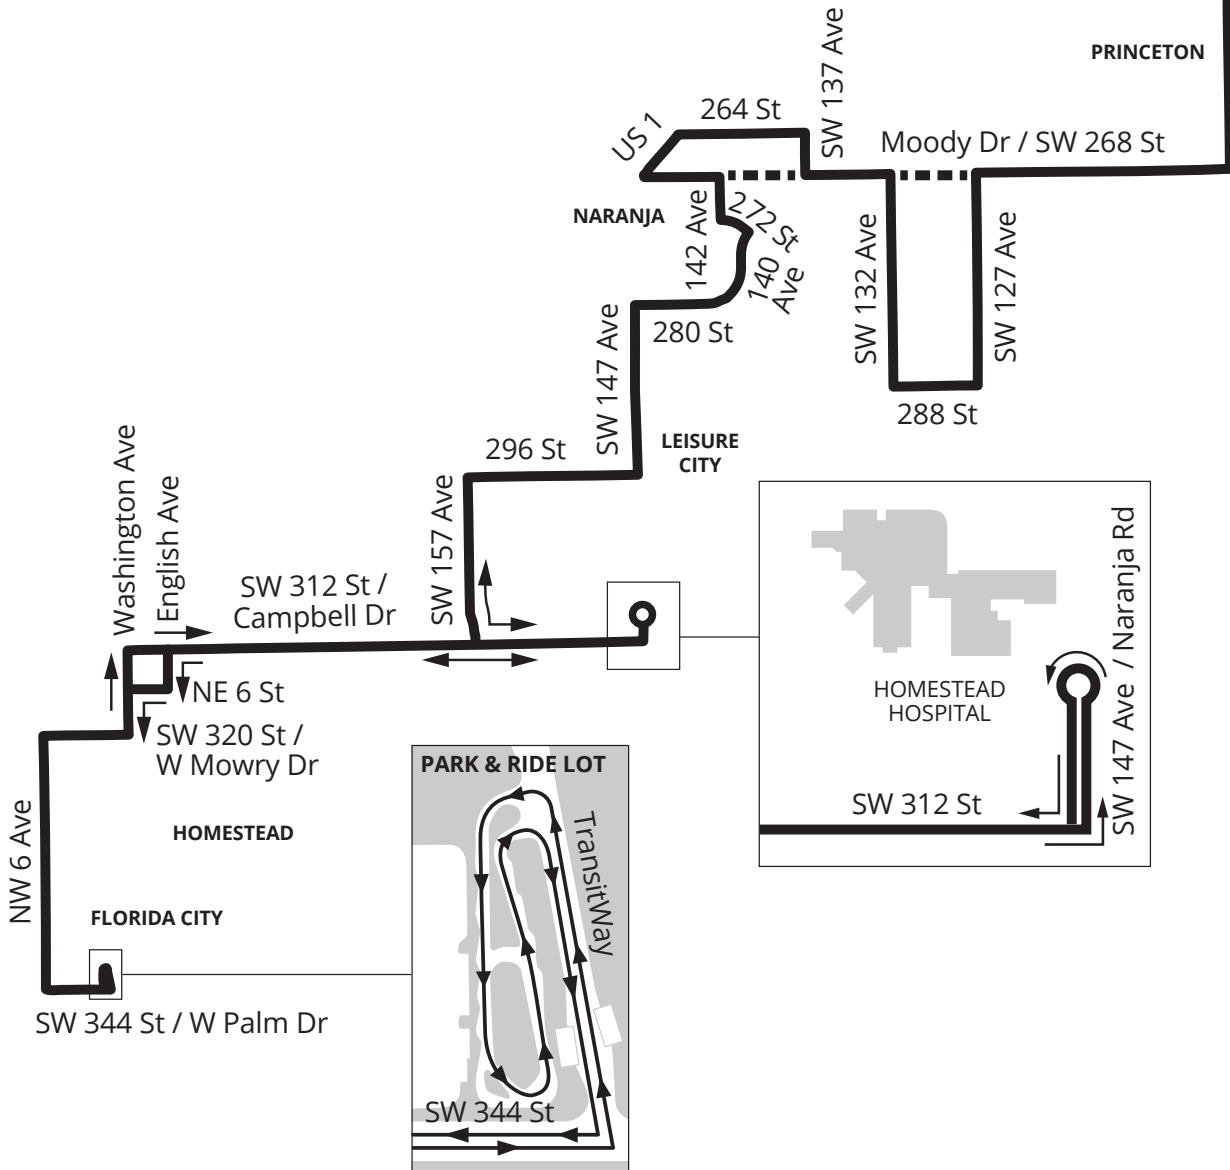 SW 137 Ave
PRINCETON
264 St
US 1
Moody Dr / SW 268 St
NARANJA
142 Ave
272 St
140
Ave
SW 132 Ave
SW 127 Ave
280 St
SW 147 Ave
288 St
LEISURE
CITY
296 St
Washington Ave
English Ave
SW 157 Ave
SW 312 St /
Campbell Dr
NE 6 St
SW 320 St /
W Mowry Dr
HOMESTEAD
HOSPITAL
SW 147 Ave / Naranja Rd
SW 312 St
PARK & RIDE LOT
TransitWay
SW 344 St
HOMESTEAD
NW 6 Ave
FLORIDA CITY
SW 344 St / W Palm Dr